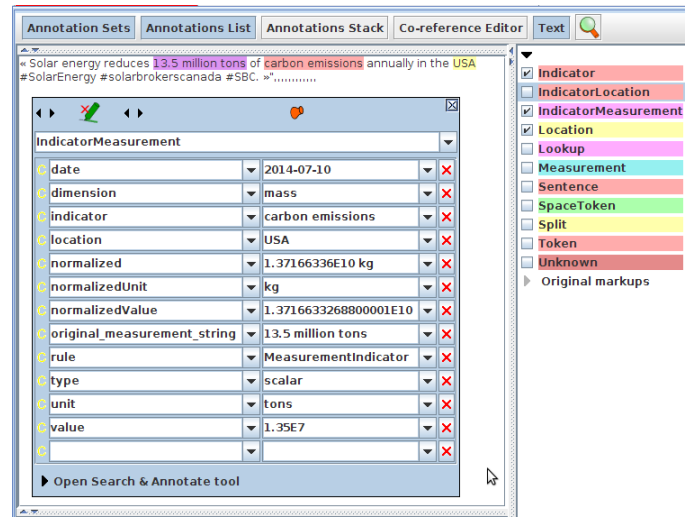 Annotation Sets Annotations List Annotations Stack Co-reference Editor Text
« Solar energy reduces 13.5 million tons of carbon emissions annually in the USA
#SolarEnergy #solarbrokerscanada #SBC. »",,,,,,,,,,,,
IndicatorMeasurement
C date 2014-07-10
C dimension mass
C indicator carbon emissions
C location USA
C normalized 1.37166336E10 kg
C normalizedUnit kg
C normalizedValue 1.3716633268800001E10
C original_measurement_string 13.5 million tons
C rule MeasurementIndicator
C type scalar
C unit tons
C value 1.35E7
C
Open Search & Annotate tool
Indicator
IndicatorLocation
IndicatorMeasurement
Location
Lookup
Measurement
Sentence
SpaceToken
Split
Token
Unknown
Original markups